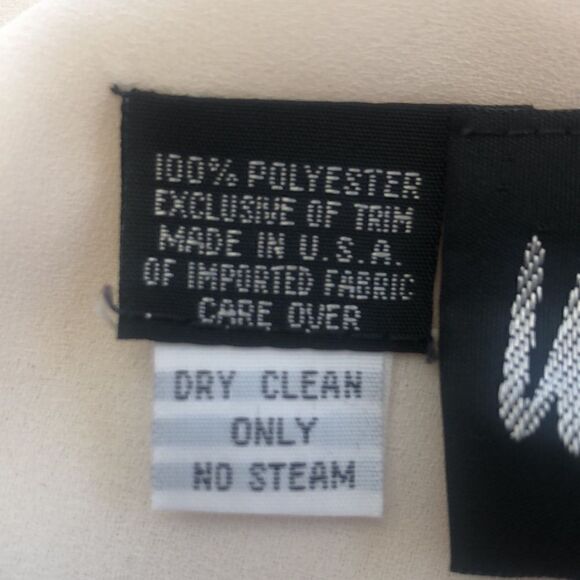 100% POLYESTER
EXCLUSIVE OF TRIM
MADE IN U.S.A.
OF IMPORTED FABRIC
CARE OVER
DRY CLEAN
ONLY
NO STEAM